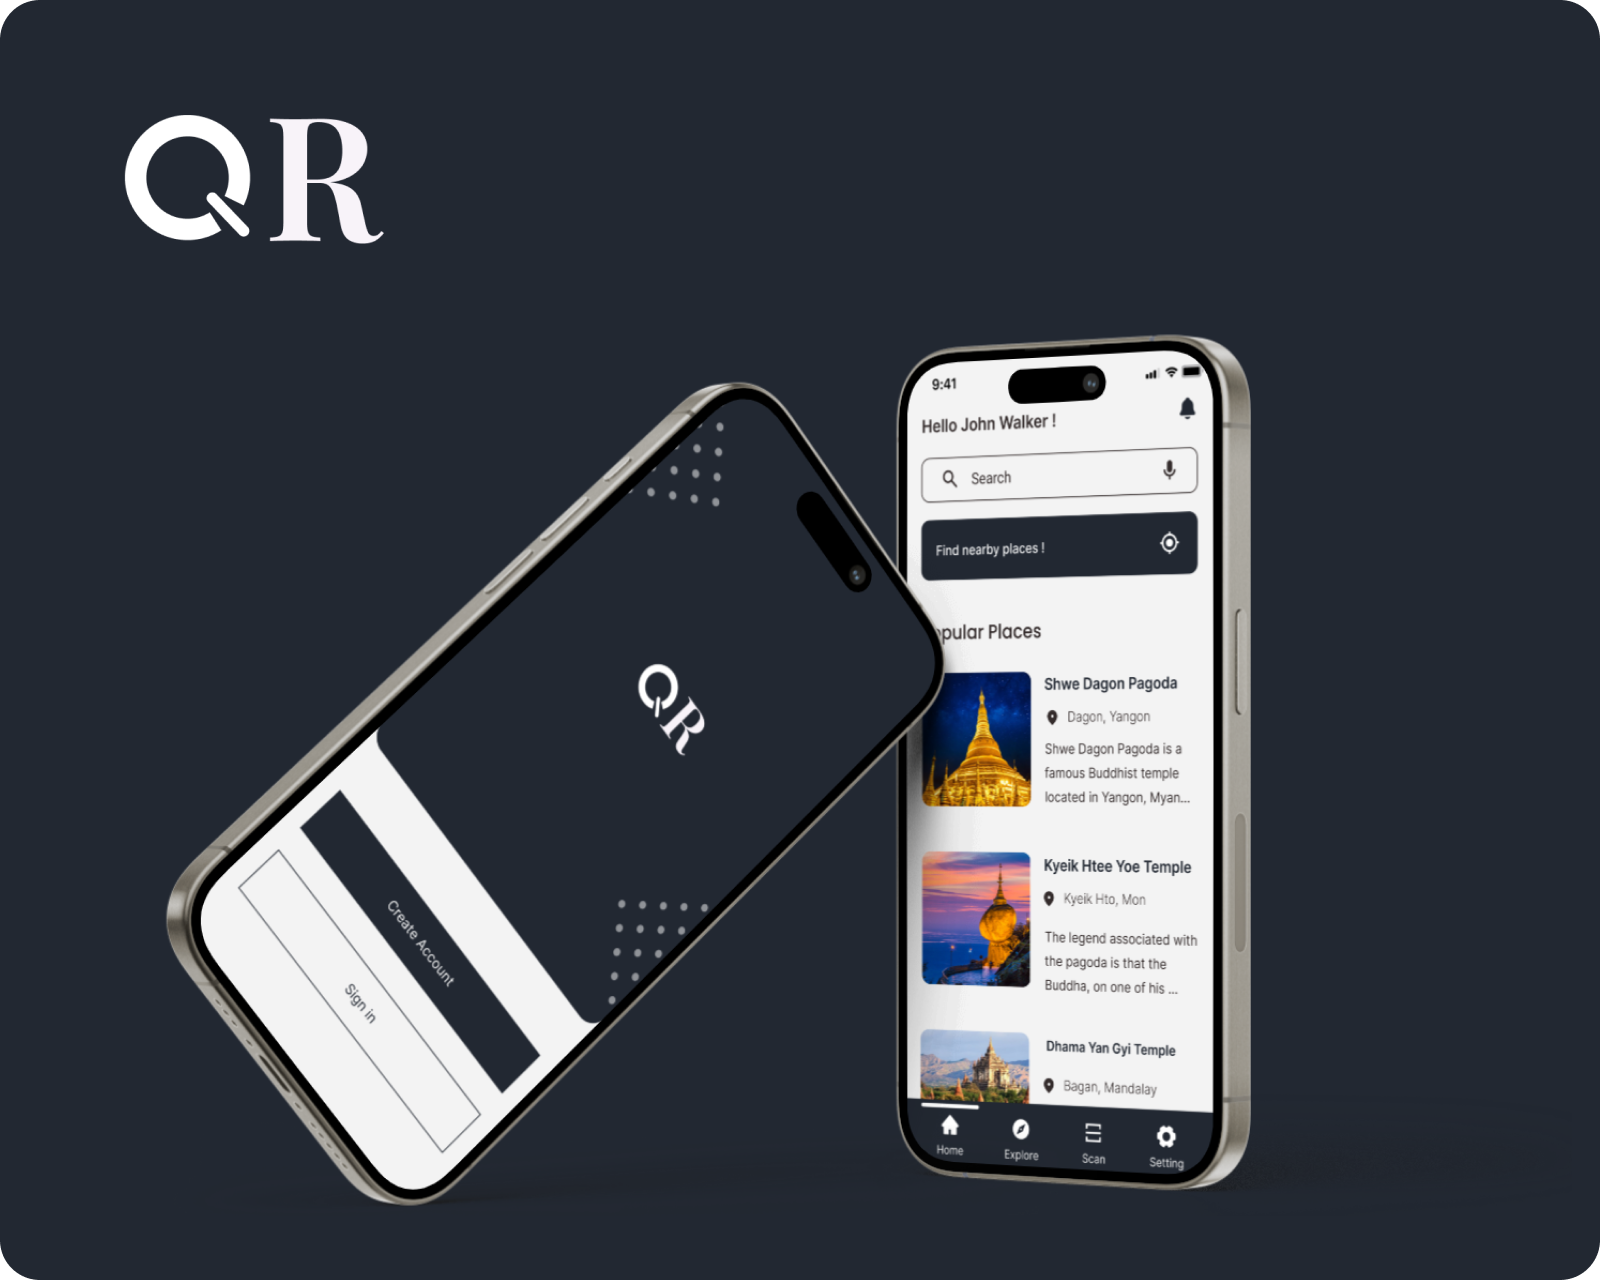 QR
QR
Create Account
Sign in
9:41
Hello John Walker !
Search
Find nearby places !
opular Places
Shwe Dagon Pagoda
Dagon, Yangon
Shwe Dagon Pagoda is a
famous Buddhist temple
located in Yangon, Myan...
Kyeik Htee Yoe Temple
Kyeik Hto, Mon
The legend associated with
the pagoda is that the
Buddha, on one of his ...
Dhama Yan Gyi Temple
Bagan, Mandalay
Home
Explore
Scan
Setting